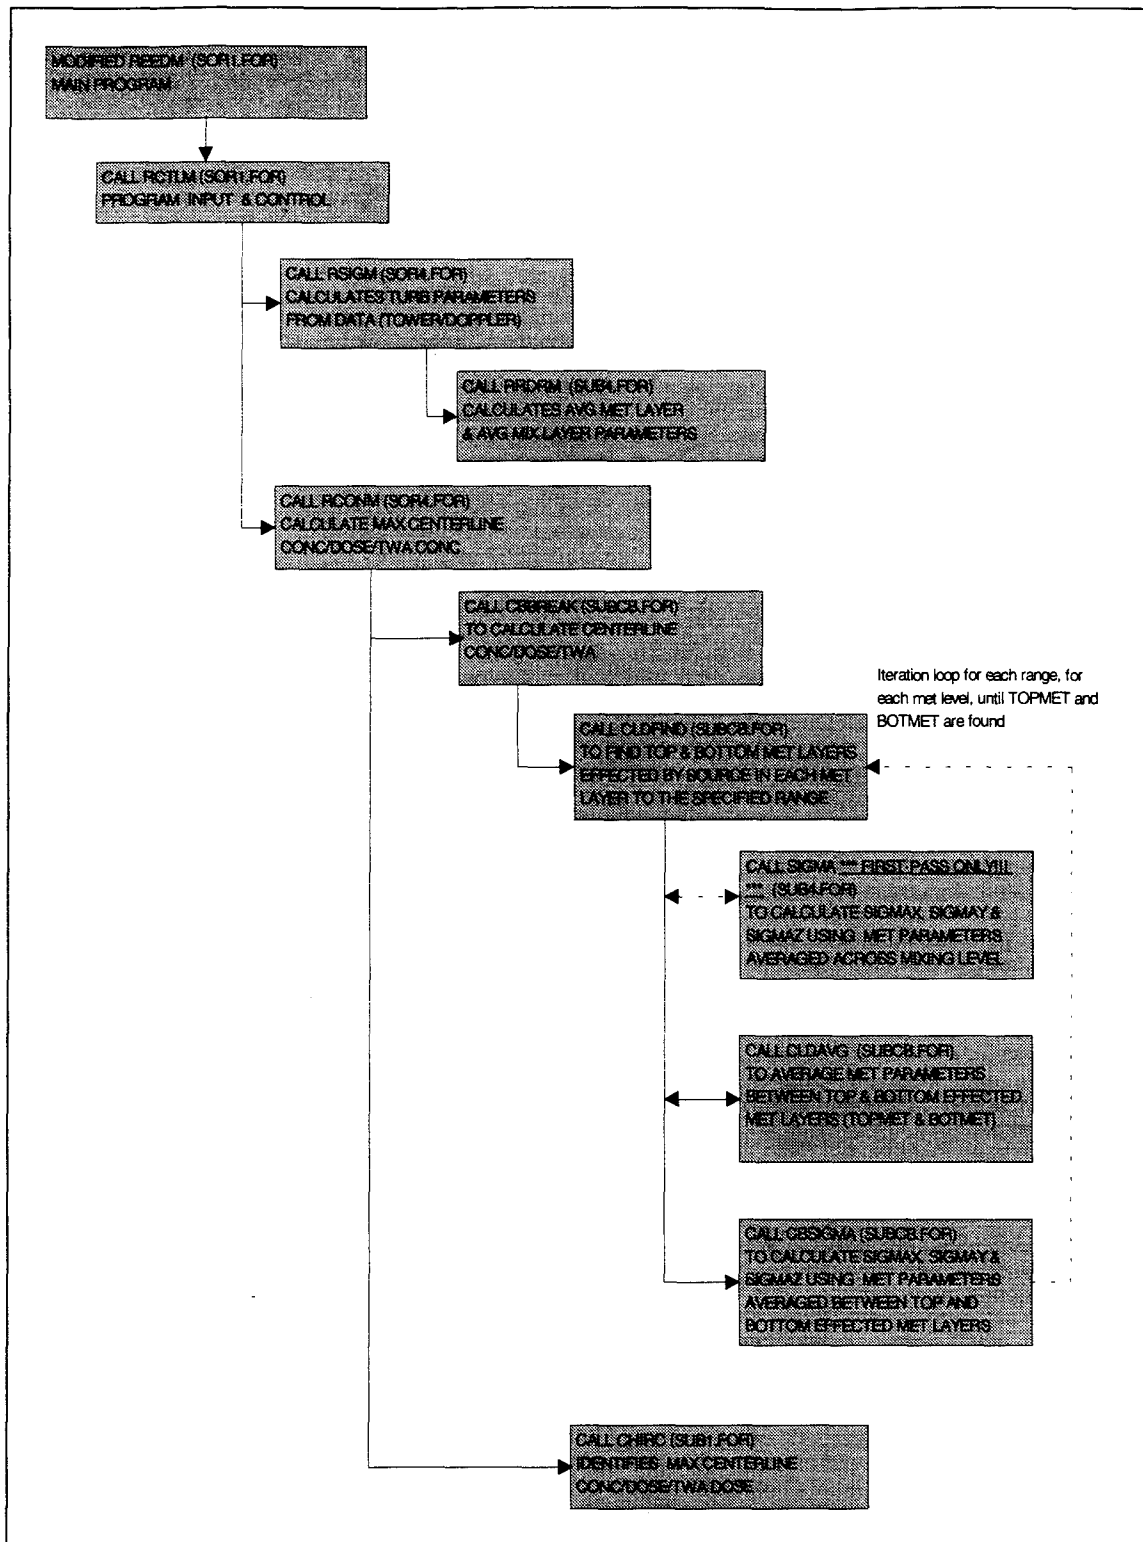 MODIFIED REEDM (SOR1.FOR)
MAIN PROGRAM
CALL RCTLM (SOR1.FOR)
PROGRAM INPUT & CONTROL
CALL RSIGM (SOR4.FOR)
CALCULATES TURB PARAMETERS
FROM DATA (TOWER/DOPPLER)
CALL RRDRM (SUB4.FOR)
CALCULATES AVG MET LAYER
& AVG MIX LAYER PARAMETERS
CALL RCONM (SOR4.FOR)
CALCULATE MAX CENTERLINE
CONC/DOSE/TWA CONC
CALL CBBREAK (SUBCB.FOR)
TO CALCULATE CENTERLINE
CONC/DOSE/TWA
Iteration loop for each range, for
each met level, until TOPMET and
BOTMET are found
CALL CLDFIND (SUBCB.FOR)
TO FIND TOP & BOTTOM MET LAYERS
EFFECTED BY SOURCE IN EACH MET
LAYER TO THE SPECIFIED RANGE
CALL SIGMA *** FIRST PASS ONLY!!!
*** (SUB4.FOR)
TO CALCULATE SIGMAX, SIGMAY &
SIGMAZ USING MET PARAMETERS
AVERAGED ACROSS MIXING LEVEL
CALL CLDAVG (SUBCB.FOR)
TO AVERAGE MET PARAMETERS
BETWEEN TOP & BOTTOM EFFECTED
MET LAYERS (TOPMET & BOTMET)
CALL CBSIGMA (SUBCB.FOR)
TO CALCULATE SIGMAX, SIGMAY &
SIGMAZ USING MET PARAMETERS
AVERAGED BETWEEN TOP AND
BOTTOM EFFECTED MET LAYERS
CALL CHIRC (SUB1.FOR)
IDENTIFIES MAX CENTERLINE
CONC/DOSE/TWA DOSE